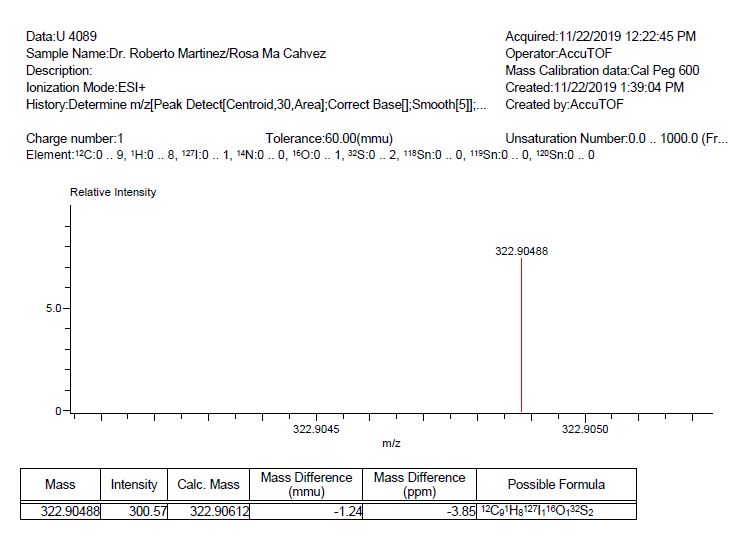 Data:U 4089
Acquired:11/22/2019 12:22:45 PM
Sample Name:Dr. Roberto Martinez/Rosa Ma Cahvez
Operator:AccuTOF
Description:
Mass Calibration data:Cal Peg 600
Ionization Mode:ESI+
Created:11/22/2019 1:39:04 PM
History:Determine m/z[Peak Detect[Centroid,30,Area];Correct Base[];Smooth[5]];...
Created by:AccuTOF
Charge number:1 Tolerance:60.00(mmu) Unsaturation Number:0.0 .. 1000.0 (Fr...
Element:¹²C:0 .. 9, ¹H:0 .. 8, ¹²⁷I:0 .. 1, ¹⁴N:0 .. 0, ¹⁶O:0 .. 1, ³²S:0 .. 2, ¹¹⁸Sn:0 .. 0, ¹¹⁹Sn:0 .. 0, ¹²⁰Sn:0 .. 0
Relative Intensity
322.90488
5.0
0
322.9045 322.9050
m/z
Mass Intensity Calc. Mass Mass Difference (mmu) Mass Difference (ppm) Possible Formula
322.90488 300.57 322.90612 -1.24 -3.85 ¹²C₉¹H₈¹²⁷I₁¹⁶O₁³²S₂